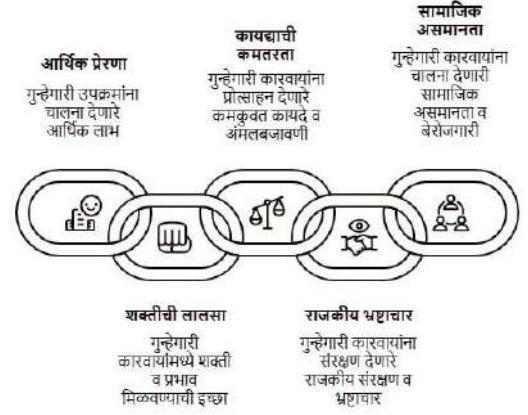 आर्थिक प्रेरणा
गुन्हेगारी उपक्रमांना
चालना देणारे
आर्थिक लाभ
कायद्याची
कमतरता
गुन्हेगारी कारवायांना
प्रोत्साहन देणारे
कमकुवत कायदे व
अंमलबजावणी
सामाजिक
असमानता
गुन्हेगारी कारवायांना
चालना देणारी
सामाजिक
असमानता व
बेरोजगारी
शक्तीची लालसा
गुन्हेगारी
कारवायांमध्ये शक्ती
व प्रभाव
मिळवण्याची इच्छा
राजकीय भ्रष्टाचार
गुन्हेगारी कारवायांना
संरक्षण देणारे
राजकीय संरक्षण व
भ्रष्टाचार